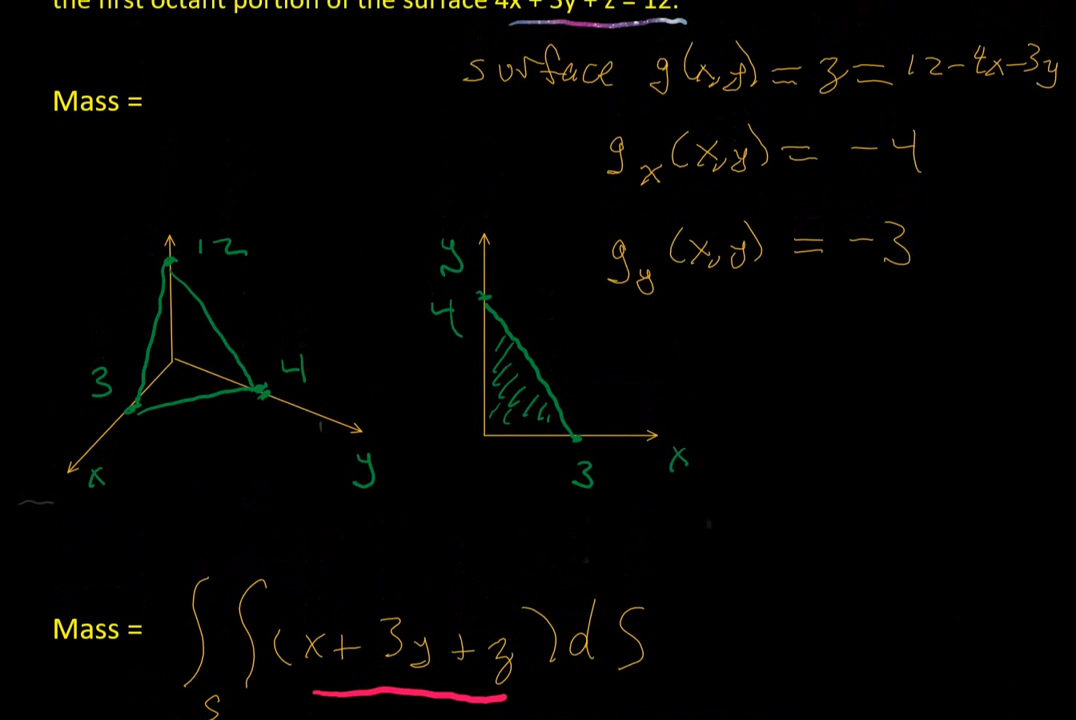 the first octant portion of the surface 4x + 3y + z = 12.
surface g(x,y) = z = 12-4x-3y
Mass =
g_x(x,y) = -4
g_y(x,y) = -3
12
y
4
3
4
x
y
3
x
Mass = ∫∫_S (x+3y+z)dS